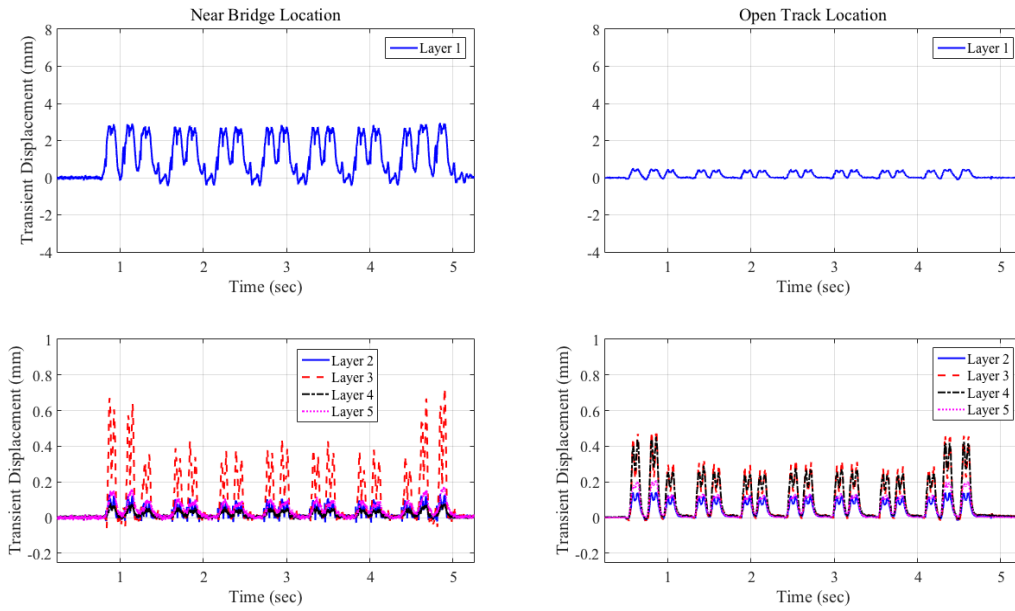 Near Bridge Location
Transient Displacement (mm)
8
6
4
2
0
-2
-4
Layer 1
1 2 3 4 5
Time (sec)
Open Track Location
Transient Displacement (mm)
8
6
4
2
0
-2
-4
Layer 1
1 2 3 4 5
Time (sec)
Transient Displacement (mm)
1
0.8
0.6
0.4
0.2
0
-0.2
Layer 2
Layer 3
Layer 4
Layer 5
1 2 3 4 5
Time (sec)
Transient Displacement (mm)
1
0.8
0.6
0.4
0.2
0
-0.2
Layer 2
Layer 3
Layer 4
Layer 5
1 2 3 4 5
Time (sec)